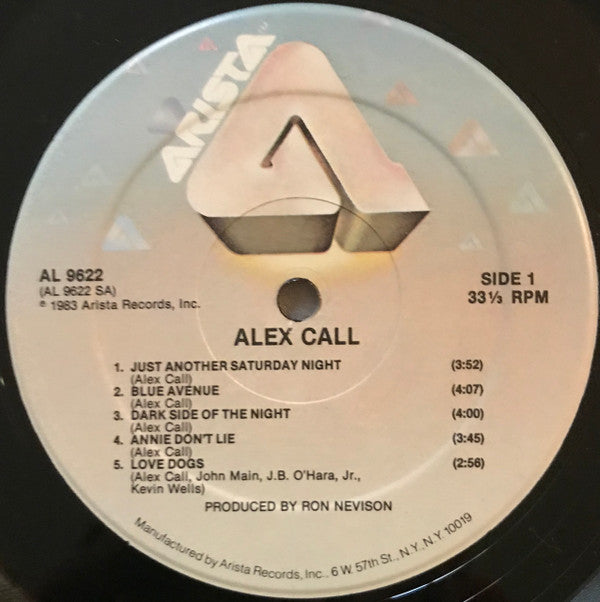 ARISTA
AL 9622
(AL 9622 SA)
℗ 1983 Arista Records, Inc.
SIDE 1
33⅓ RPM
ALEX CALL
1. JUST ANOTHER SATURDAY NIGHT (3:52)
(Alex Call)
2. BLUE AVENUE (4:07)
(Alex Call)
3. DARK SIDE OF THE NIGHT (4:00)
(Alex Call)
4. ANNIE DON'T LIE (3:45)
(Alex Call)
5. LOVE DOGS (2:56)
(Alex Call, John Main, J.B. O'Hara, Jr.,
Kevin Wells)
PRODUCED BY RON NEVISON
Manufactured by Arista Records, Inc., 6 W. 57th St., N.Y., N.Y. 10019